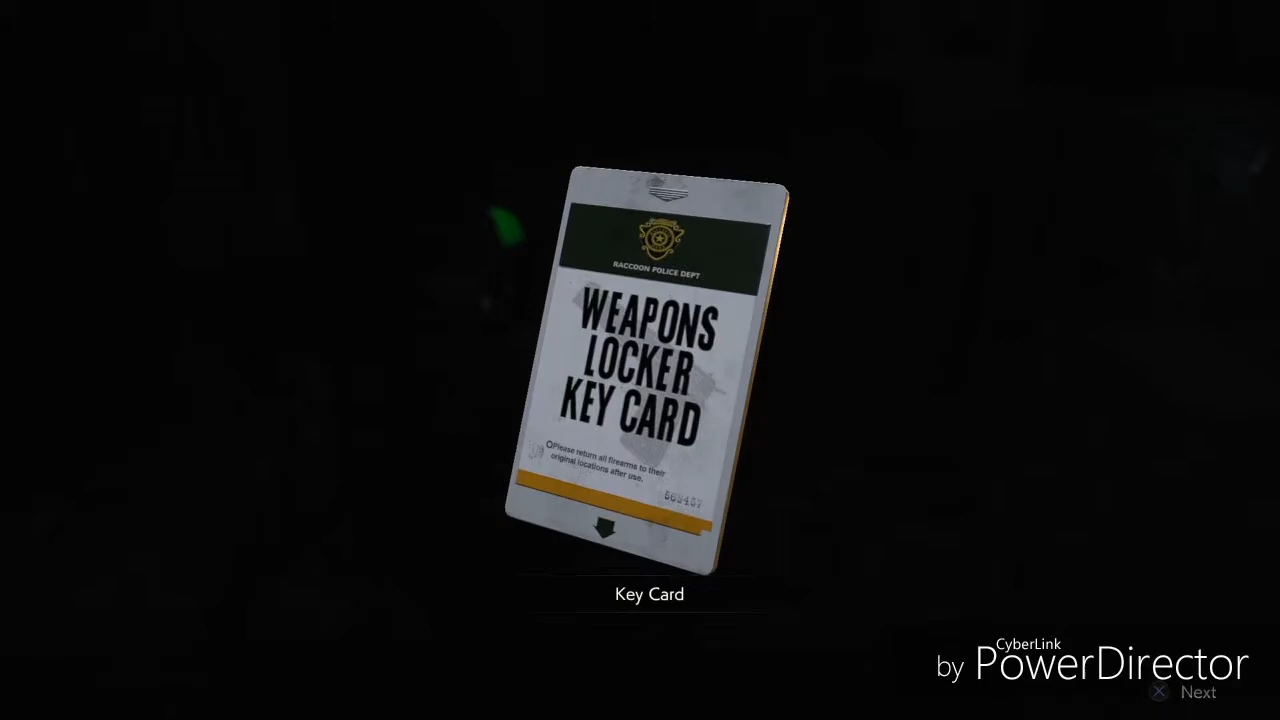 RACCOON POLICE DEPT
WEAPONS
LOCKER
KEY CARD
Please return all firearms to their
original locations after use.
Key Card
CyberLink
by PowerDirector
Next